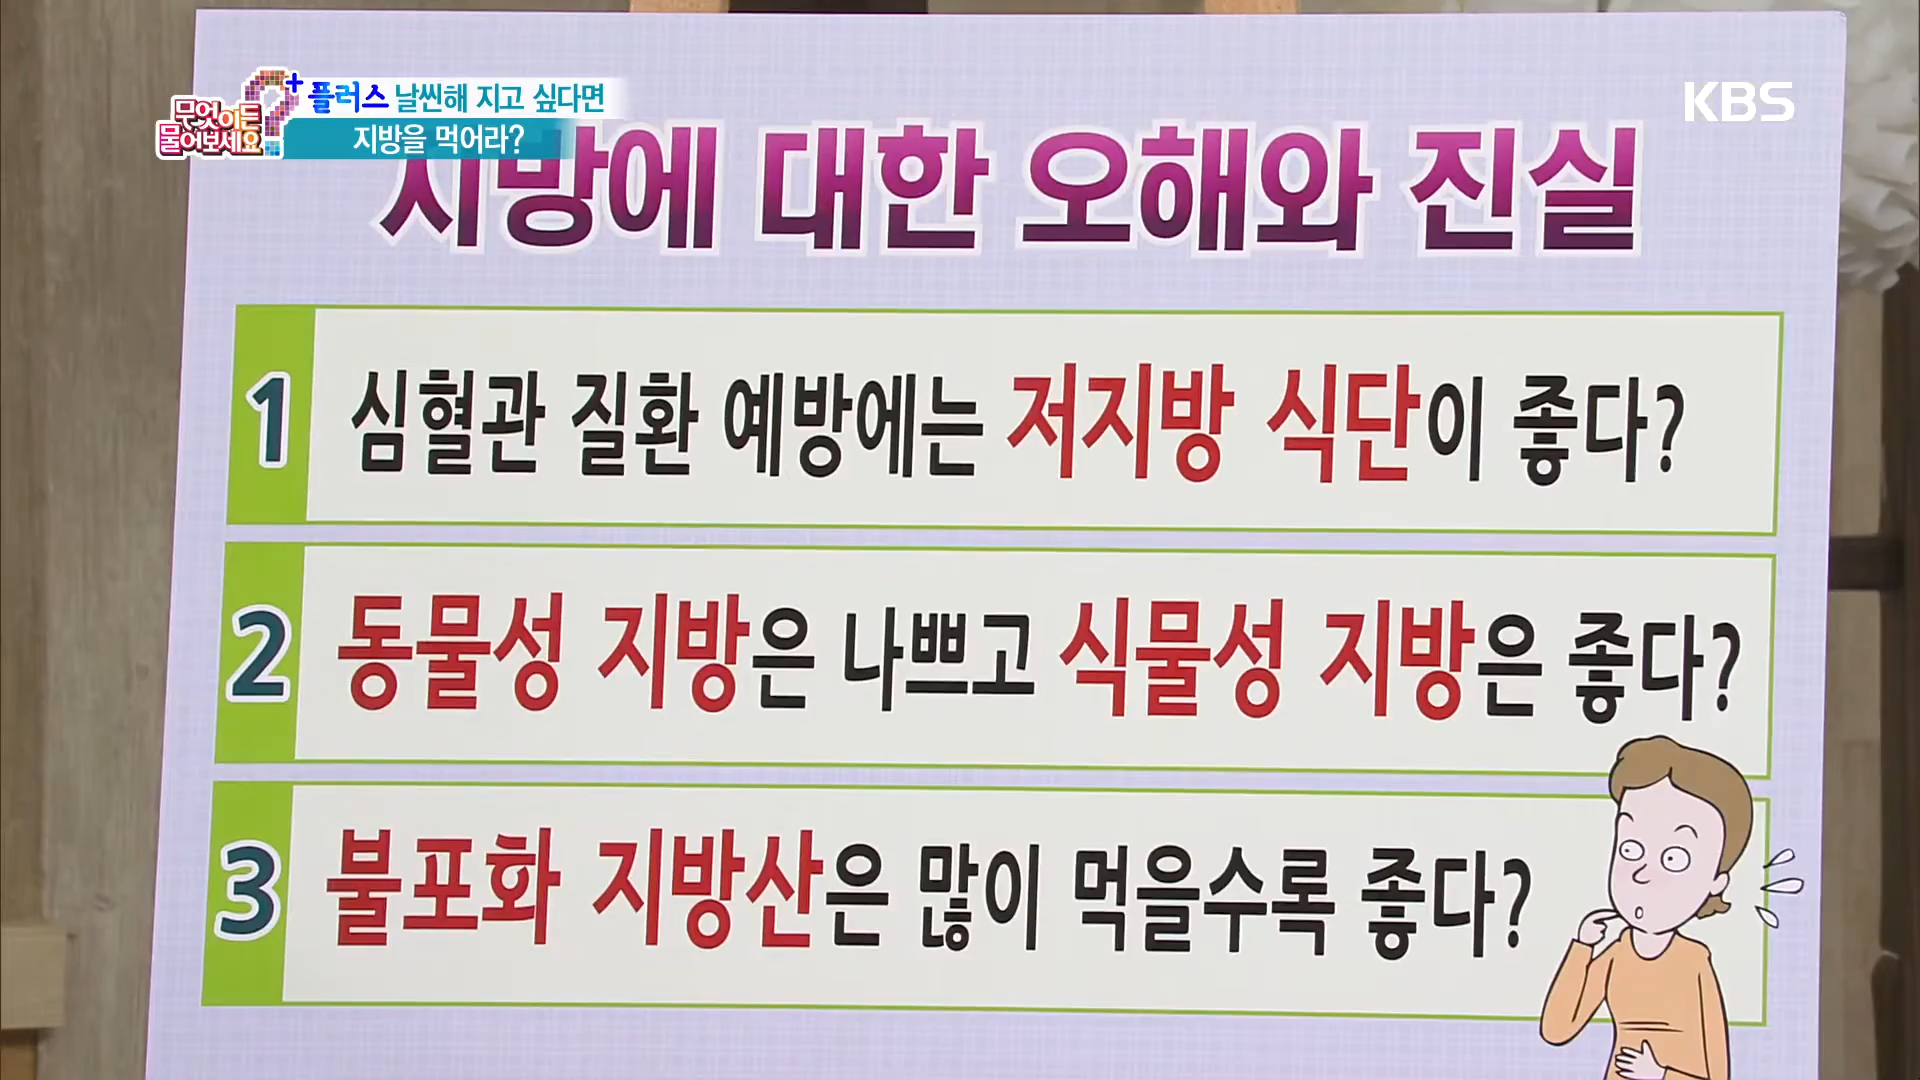 무엇이든
물어보세요
플러스 날씬해 지고 싶다면
지방을 먹어라?
KBS
지방에 대한 오해와 진실
1 심혈관 질환 예방에는 저지방 식단이 좋다?
2 동물성 지방은 나쁘고 식물성 지방은 좋다?
3 불포화 지방산은 많이 먹을수록 좋다?